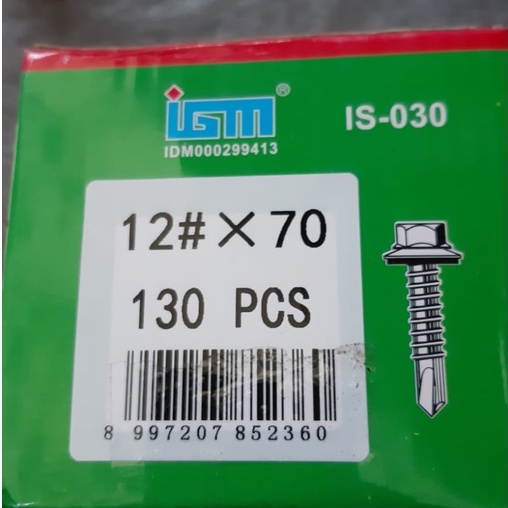 iGM® IS-030
IDM000299413
12#×70
130 PCS
8 997207 852360